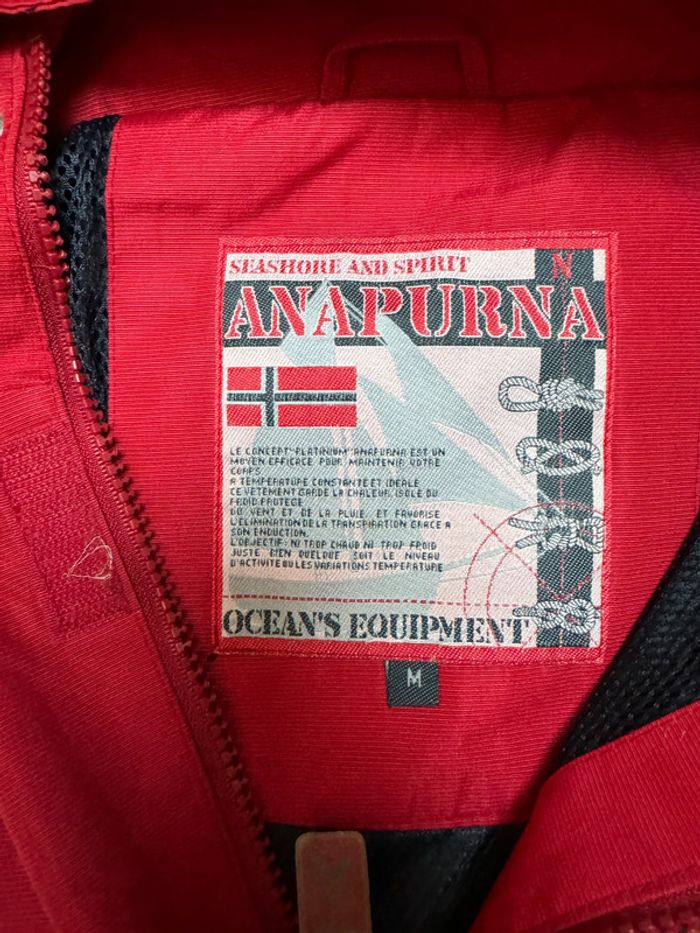 SEASHORE AND SPIRIT
N
ANAPURNA
LE CONCEPT "PLATINIUM" ANAPURNA EST UN
MOYEN EFFICACE POUR MAINTENIR VOTRE
CORPS
A TEMPERATURE CONSTANTE ET IDEALE
CE VETEMENT GARDE LA CHALEUR, ISOLE DU
FROID PROTEGE
DU VENT ET DE LA PLUIE, ET FAVORISE
L'ELIMINATION DE LA TRANSPIRATION GRACE A
SON ENDUCTION.
L'OBJECTIF: NI TROP CHAUD NI TROP FROID
JUSTE BIEN QUELQUE SOIT LE NIVEAU
D'ACTIVITE OU LES VARIATIONS TEMPERATURE
OCEAN'S EQUIPMENT
M